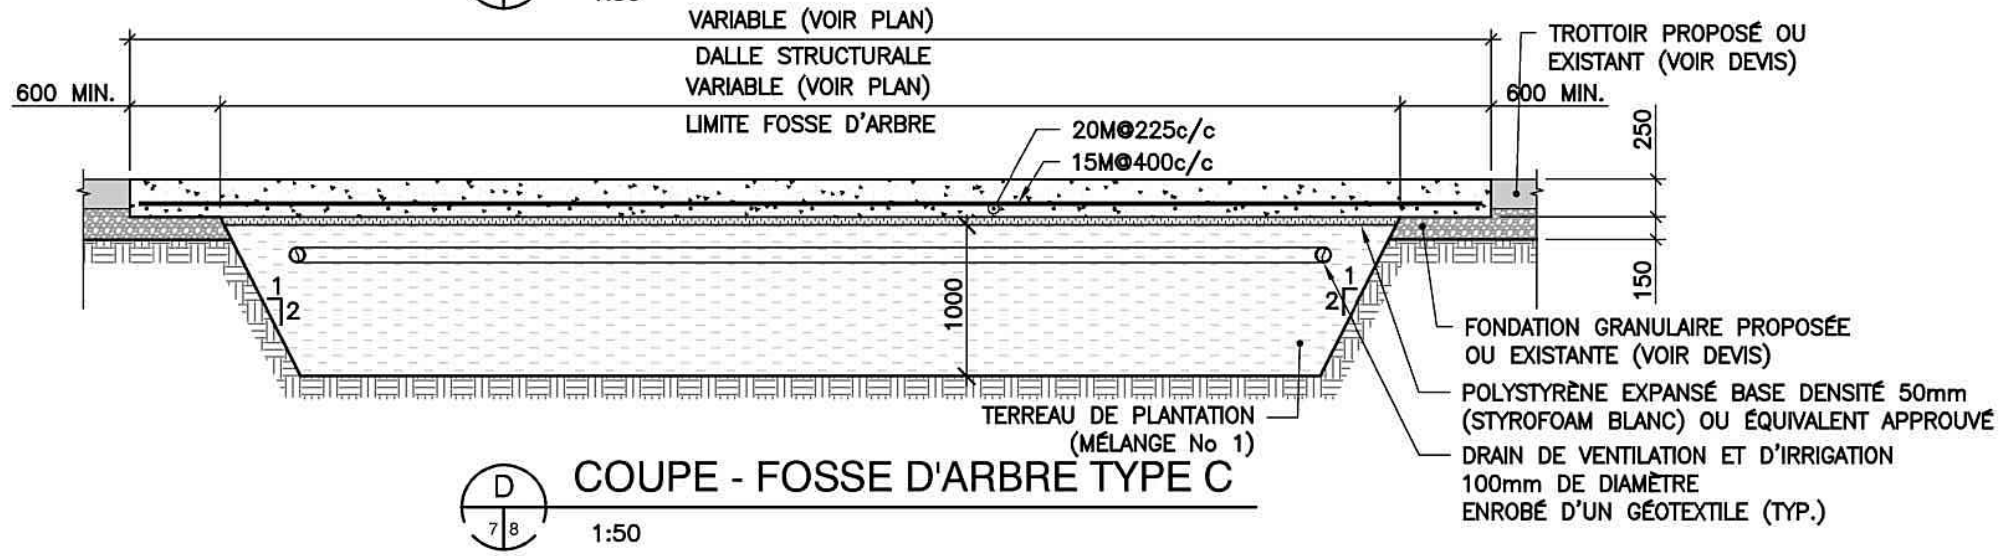 VARIABLE (VOIR PLAN)
DALLE STRUCTURALE
VARIABLE (VOIR PLAN)
LIMITE FOSSE D'ARBRE
600 MIN.
600 MIN.
TROTTOIR PROPOSÉ OU
EXISTANT (VOIR DEVIS)
20M@225c/c
15M@400c/c
250
150
1
2
1000
1
2
FONDATION GRANULAIRE PROPOSÉE
OU EXISTANTE (VOIR DEVIS)
POLYSTYRÈNE EXPANSÉ BASE DENSITÉ 50mm
(STYROFOAM BLANC) OU ÉQUIVALENT APPROUVÉ
TERREAU DE PLANTATION
(MÉLANGE No 1)
DRAIN DE VENTILATION ET D'IRRIGATION
100mm DE DIAMÈTRE
ENROBÉ D'UN GÉOTEXTILE (TYP.)
D
7 8
COUPE - FOSSE D'ARBRE TYPE C
1:50